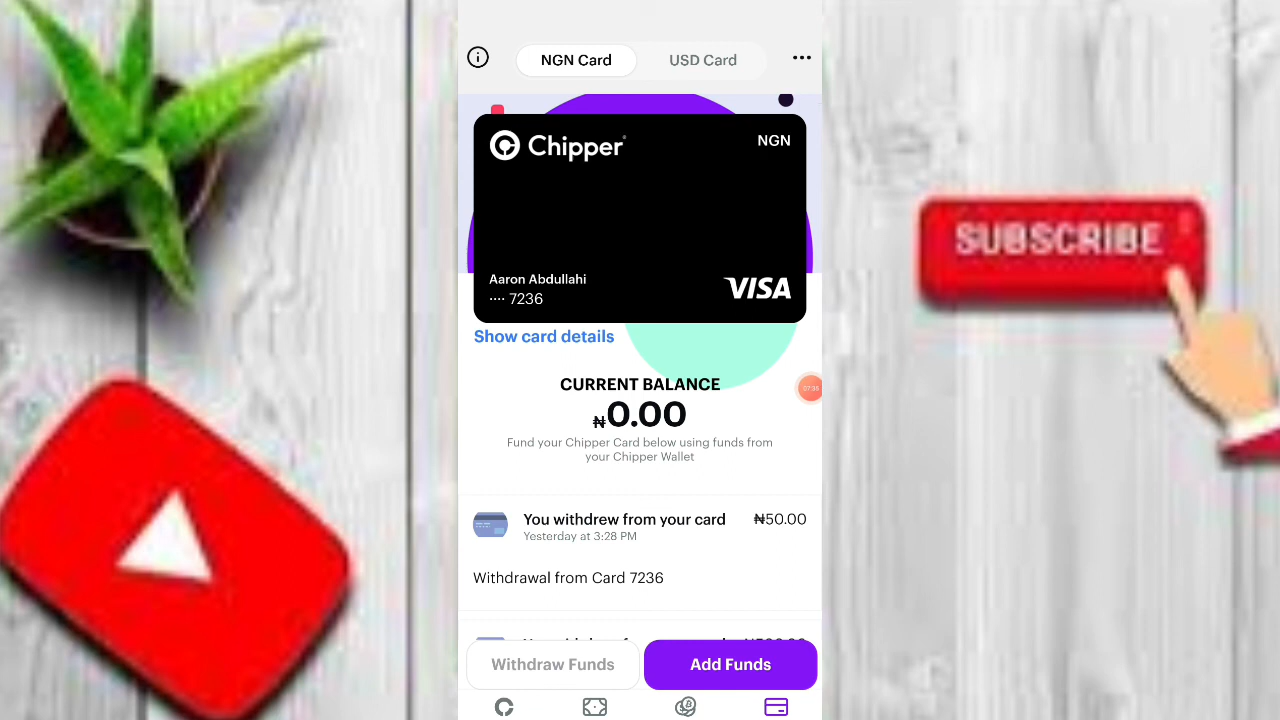 NGN Card
USD Card
Chipper
NGN
Aaron Abdullahi
···· 7236
VISA
Show card details
CURRENT BALANCE
₦0.00
Fund your Chipper Card below using funds from
your Chipper Wallet
You withdrew from your card
₦50.00
Yesterday at 3:28 PM
Withdrawal from Card 7236
Withdraw Funds
Add Funds
SUBSCRIBE